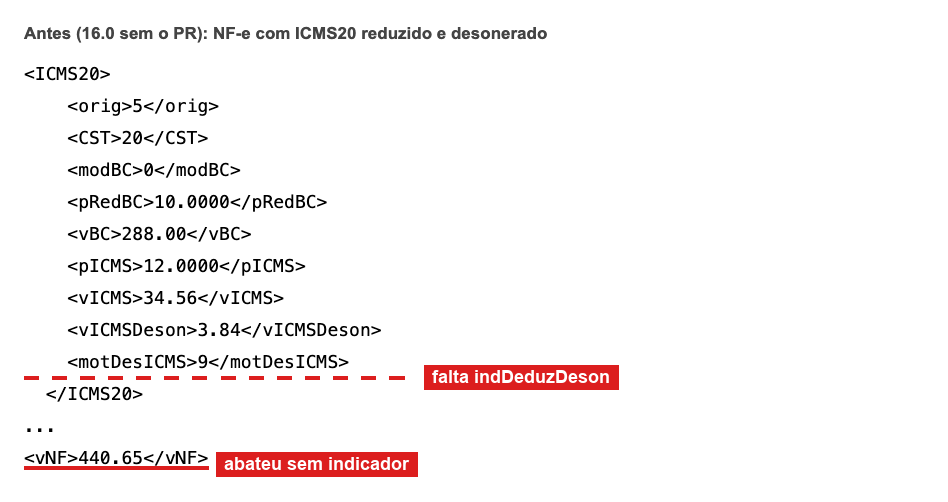 Antes (16.0 sem o PR): NF-e com ICMS20 reduzido e desonerado
<ICMS20>
<orig>5</orig>
<CST>20</CST>
<modBC>0</modBC>
<pRedBC>10.0000</pRedBC>
<vBC>288.00</vBC>
<pICMS>12.0000</pICMS>
<vICMS>34.56</vICMS>
<vICMSDeson>3.84</vICMSDeson>
<motDesICMS>9</motDesICMS>
falta indDeduzDeson
</ICMS20>
...
<vNF>440.65</vNF> abateu sem indicador